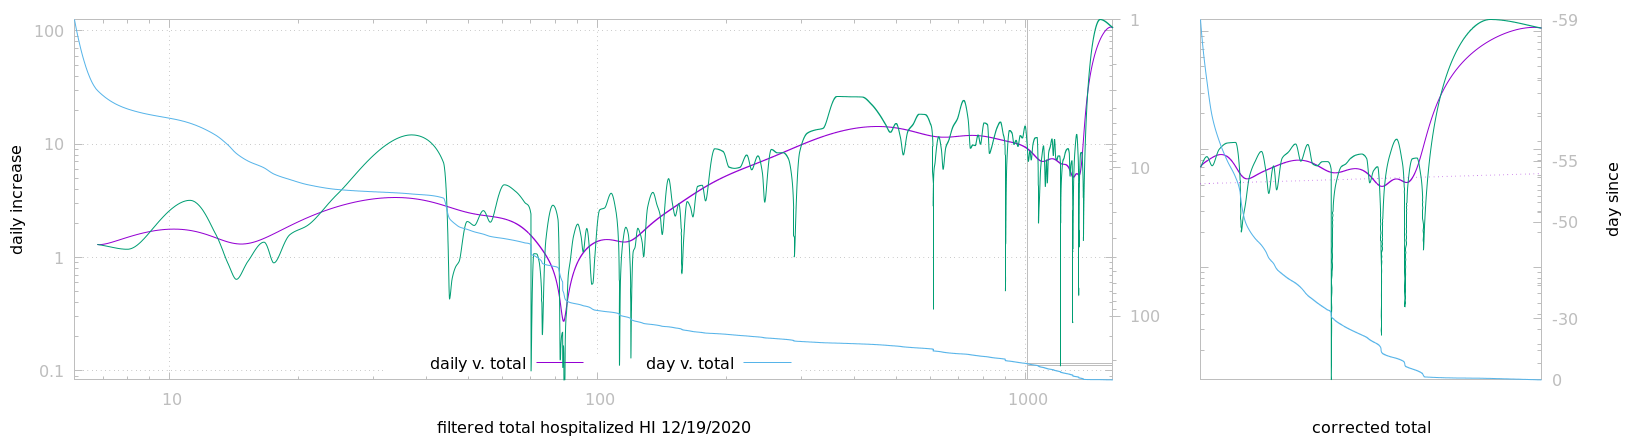 100
10
1
0.1
daily increase
10
100
1000
filtered total hospitalized HI 12/19/2020
daily v. total
day v. total
1
10
100
-59
-55
-50
-30
0
day since
corrected total